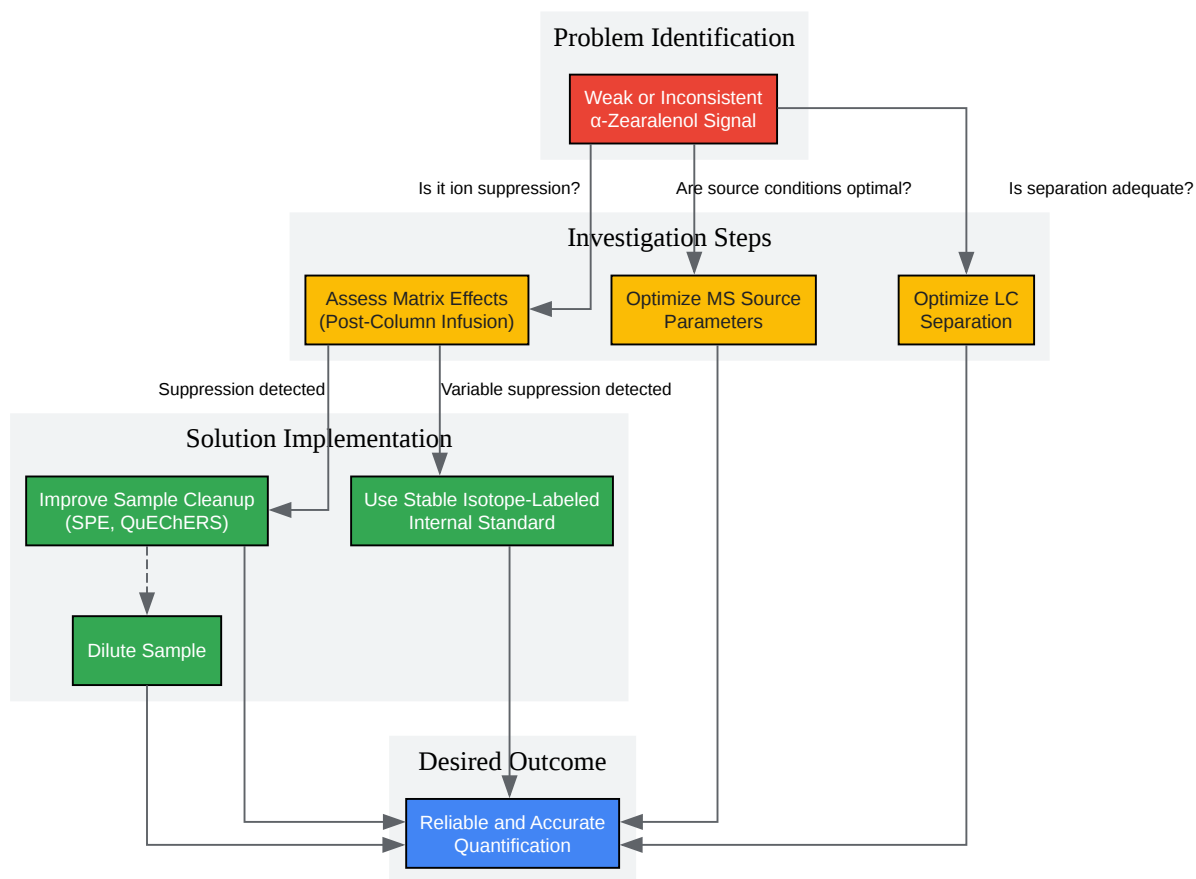 Problem Identification
Weak or Inconsistent
α-Zearalenol Signal
Is it ion suppression?
Are source conditions optimal?
Is separation adequate?
Investigation Steps
Assess Matrix Effects
(Post-Column Infusion)
Optimize MS Source
Parameters
Optimize LC
Separation
Suppression detected
Variable suppression detected
Solution Implementation
Improve Sample Cleanup
(SPE, QuEChERS)
Use Stable Isotope-Labeled
Internal Standard
Dilute Sample
Desired Outcome
Reliable and Accurate
Quantification